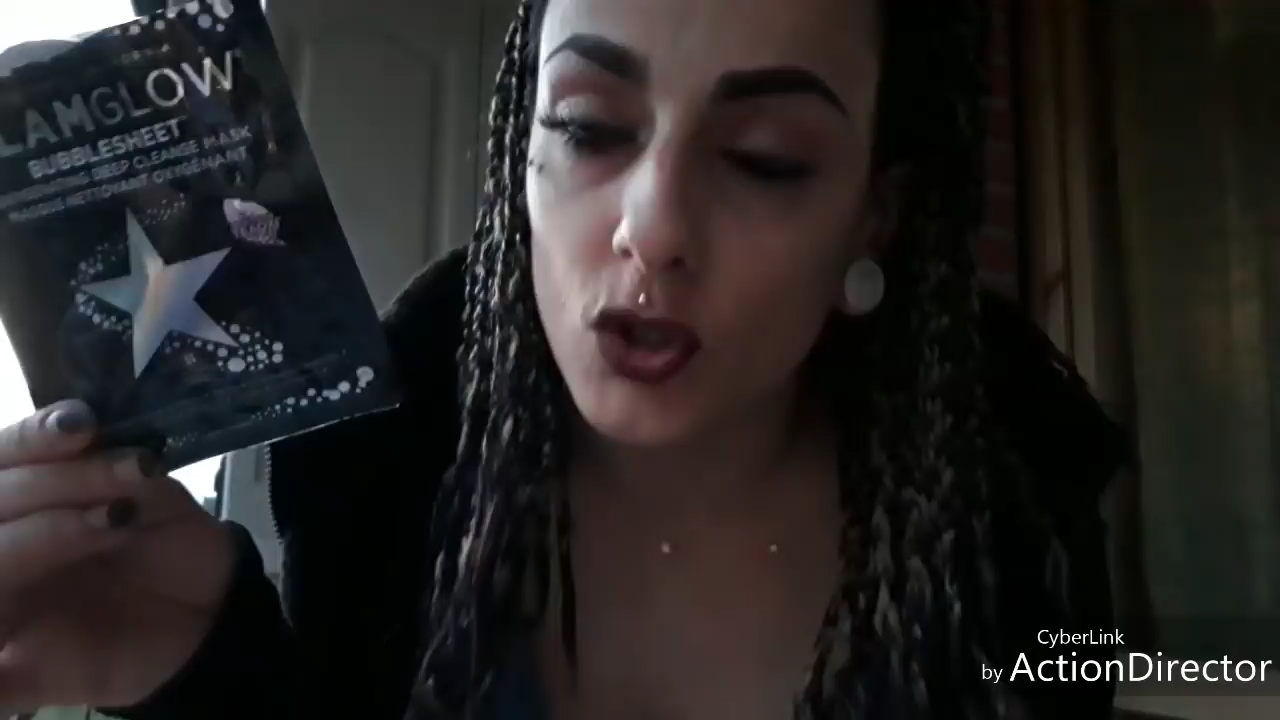 LAMGLOW
BUBBLESHEET
DEEP CLEANSE MASK
MASQUE NETTOYANT OXYGÉNANT
CyberLink
by ActionDirector